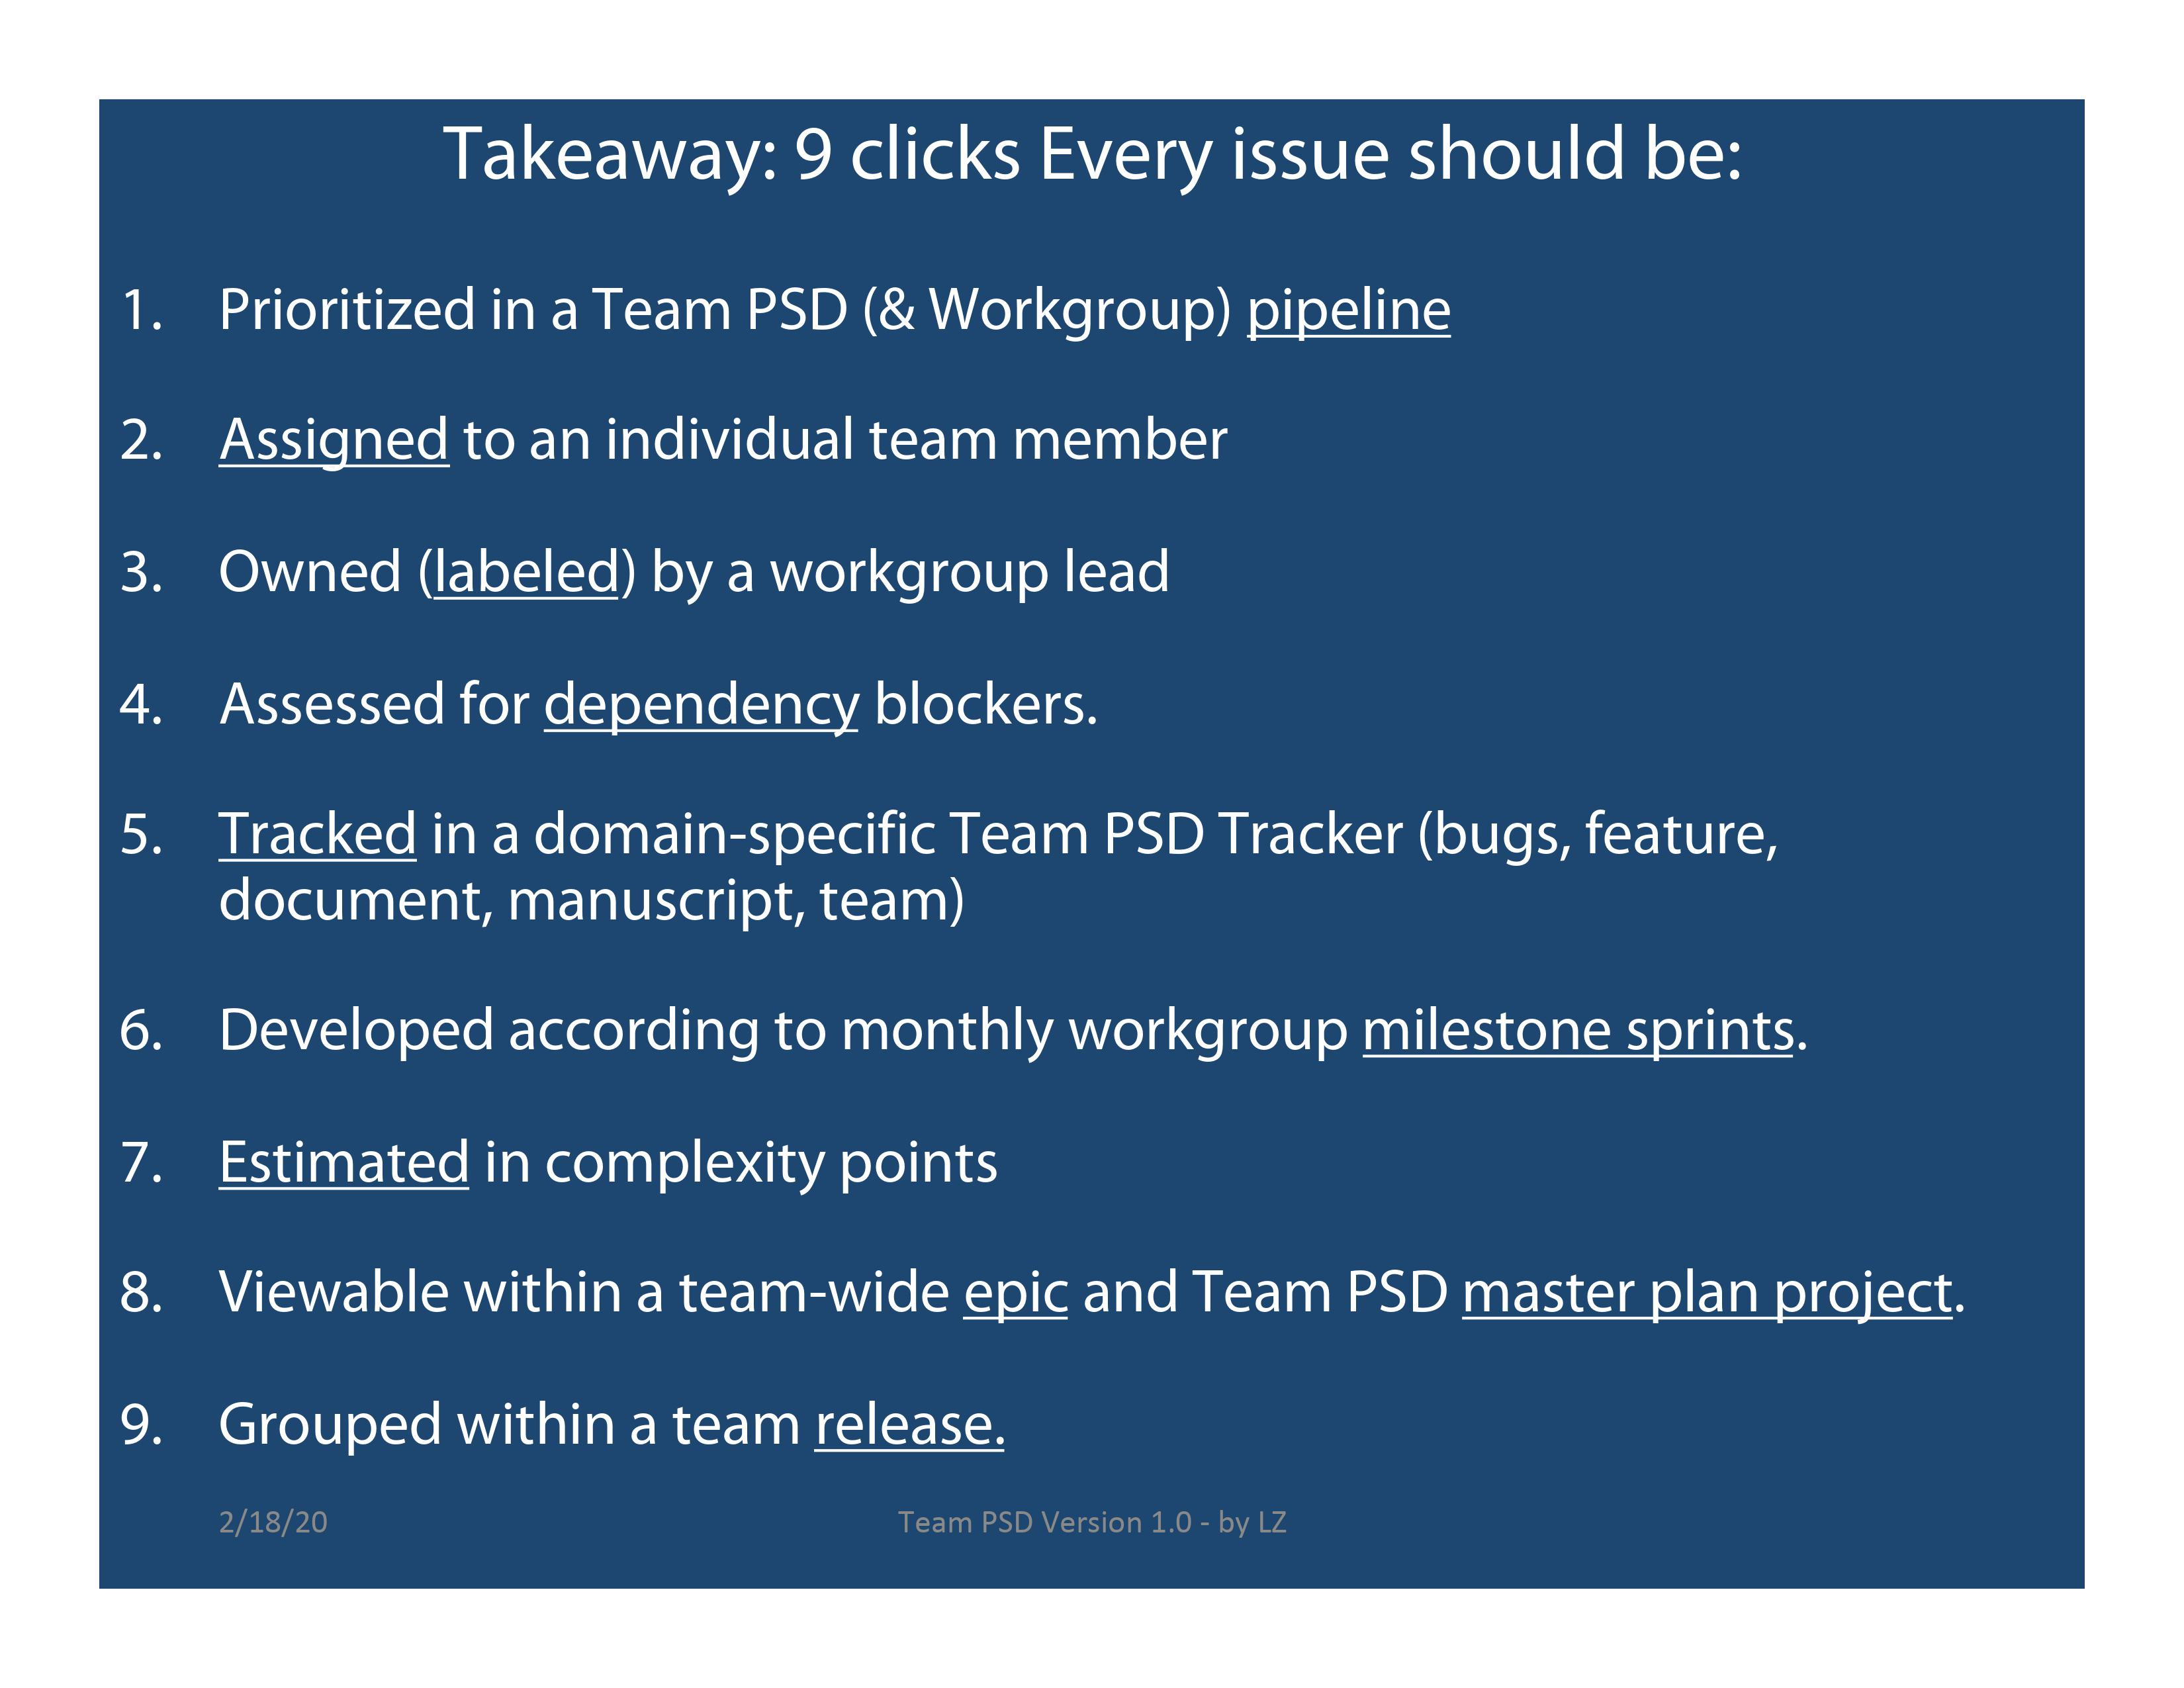 Takeaway: 9 clicks Every issue should be:
1. Prioritized in a Team PSD (& Workgroup) pipeline
2. Assigned to an individual team member
3. Owned (labeled) by a workgroup lead
4. Assessed for dependency blockers.
5. Tracked in a domain-specific Team PSD Tracker (bugs, feature,
document, manuscript, team)
6. Developed according to monthly workgroup milestone sprints.
7. Estimated in complexity points
8. Viewable within a team-wide epic and Team PSD master plan project.
9. Grouped within a team release.
2/18/20 Team PSD Version 1.0 - by LZ